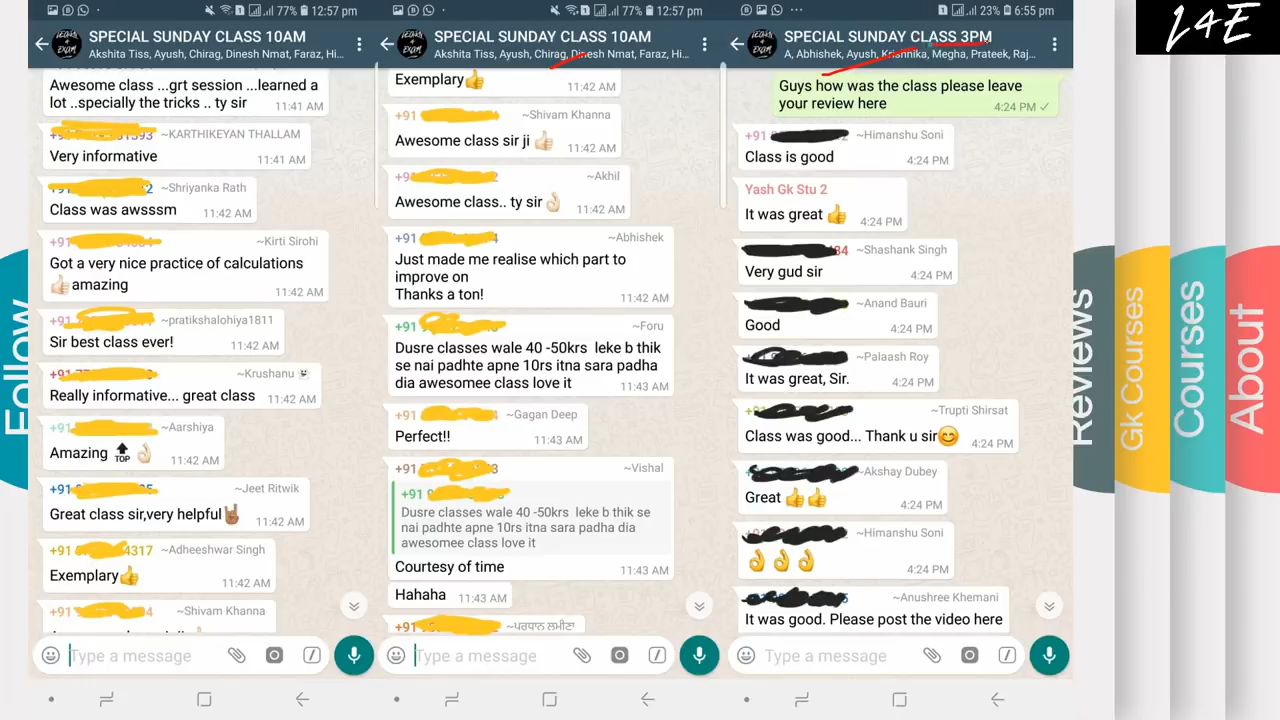 12:57 pm
77%
SPECIAL SUNDAY CLASS 10AM
Akshita Tiss, Ayush, Chirag, Dinesh Nmat, Faraz, Hi...
Awesome class ...grt session ...learned a
lot ..specially the tricks .. ty sir
11:41 AM
~KARTHIKEYAN THALLAM
Very informative
11:41 AM
~Shriyanka Rath
Class was awsssm
11:42 AM
+91
~Kirti Sirohi
Got a very nice practice of calculations
👍🏻amazing
11:42 AM
+91
~pratikshalohiya1811
Sir best class ever!
11:42 AM
~Krushanu
Really informative... great class
11:42 AM
+91
~Aarshiya
Amazing 🔝👌🏻
11:42 AM
~Jeet Ritwik
Great class sir,very helpful🤘🏽
11:42 AM
+91 4317 ~Adheeshwar Singh
Exemplary👍
11:42 AM
+91
~Shivam Khanna
Type a message
77% 12:57 pm
SPECIAL SUNDAY CLASS 10AM
Akshita Tiss, Ayush, Chirag, Dinesh Nmat, Faraz, Hi...
Exemplary👍
11:42 AM
+91
~Shivam Khanna
Awesome class sir ji 👍🏻
11:42 AM
~Akhil
Awesome class.. ty sir👌🏻
11:42 AM
+91
~Abhishek
Just made me realise which part to
improve on
Thanks a ton!
11:42 AM
+91
~Foru
Dusre classes wale 40 -50krs leke b thik
se nai padhte apne 10rs itna sara padha
dia awesomee class love it
11:43 AM
+91
~Gagan Deep
Perfect!!
11:43 AM
+91
~Vishal
+91
Dusre classes wale 40 -50krs leke b thik se
nai padhte apne 10rs itna sara padha dia
awesomee class love it
Courtesy of time
11:43 AM
Hahaha
11:43 AM
+91
~ਪਰਧਾਨ ਲਮੀਣਾ
Type a message
23% 6:55 pm
SPECIAL SUNDAY CLASS 3PM
A, Abhishek, Ayush, Krishnika, Megha, Prateek, Raj...
Guys how was the class please leave
your review here
4:24 PM
+91
~Himanshu Soni
Class is good
4:24 PM
Yash Gk Stu 2
It was great 👍
4:24 PM
~Shashank Singh
Very gud sir
4:24 PM
~Anand Bauri
Good
4:24 PM
~Palaash Roy
It was great, Sir.
4:24 PM
~Trupti Shirsat
Class was good... Thank u sir😊
4:24 PM
~Akshay Dubey
Great 👍👍
4:24 PM
~Himanshu Soni
👌👌👌
4:24 PM
~Anushree Khemani
It was good. Please post the video here
Type a message
L4E
Follow
Reviews
Gk Courses
Courses
About